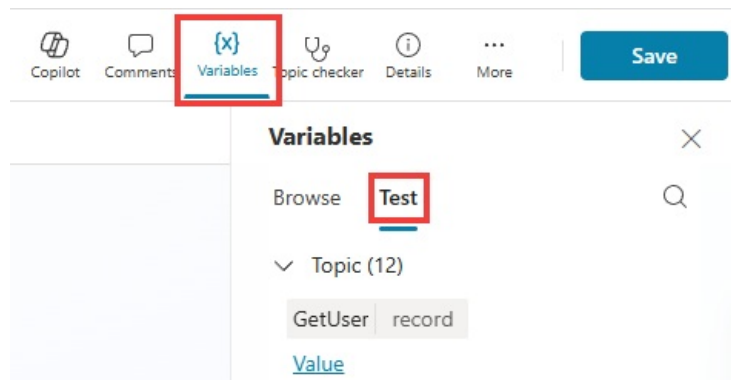 {x}
Copilot Comments Variables Topic checker Details More Save
Variables
Browse Test
Topic (12)
GetUser record
Value